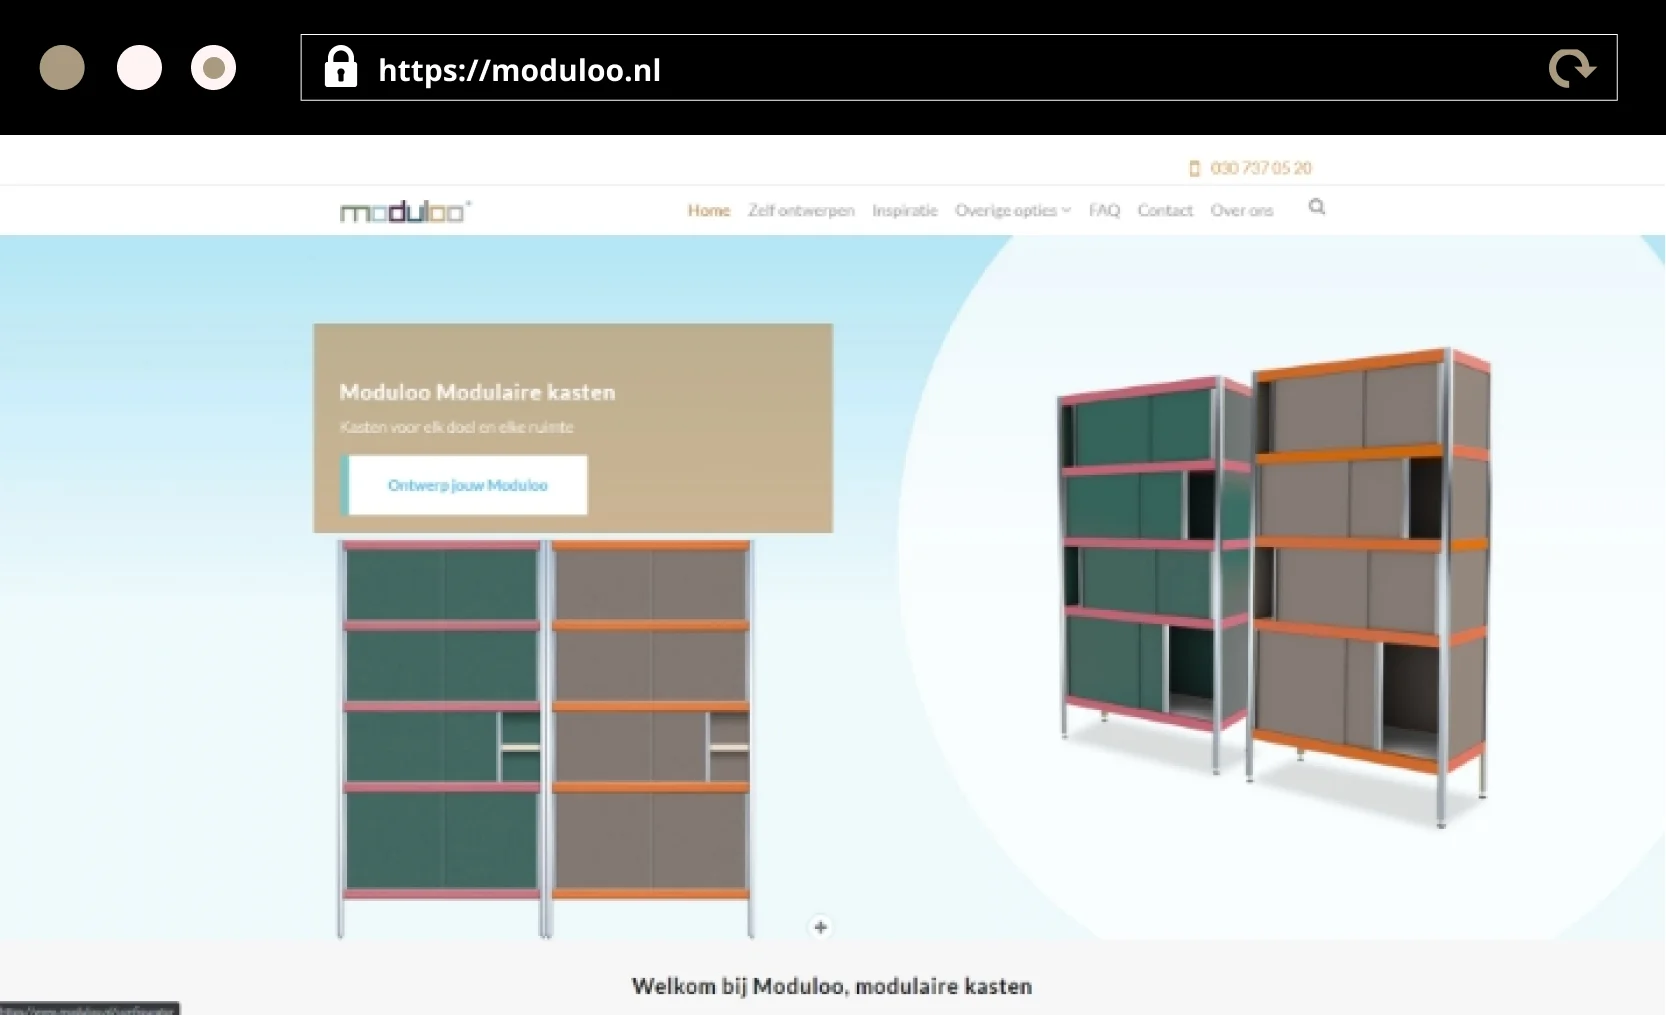 https://moduloo.nl
030 737 05 20
moduloo
Home Zelf ontwerpen Inspiratie Overige opties FAQ Contact Over ons
Moduloo Modulaire kasten
Kasten voor elk doel en elke ruimte
Ontwerp jouw Moduloo
Welkom bij Moduloo, modulaire kasten